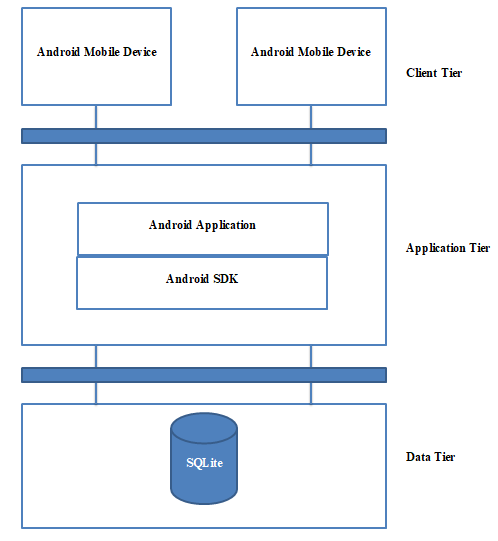 Android Mobile Device
Android Mobile Device
Client Tier
Android Application
Application Tier
Android SDK
SQLite
Data Tier